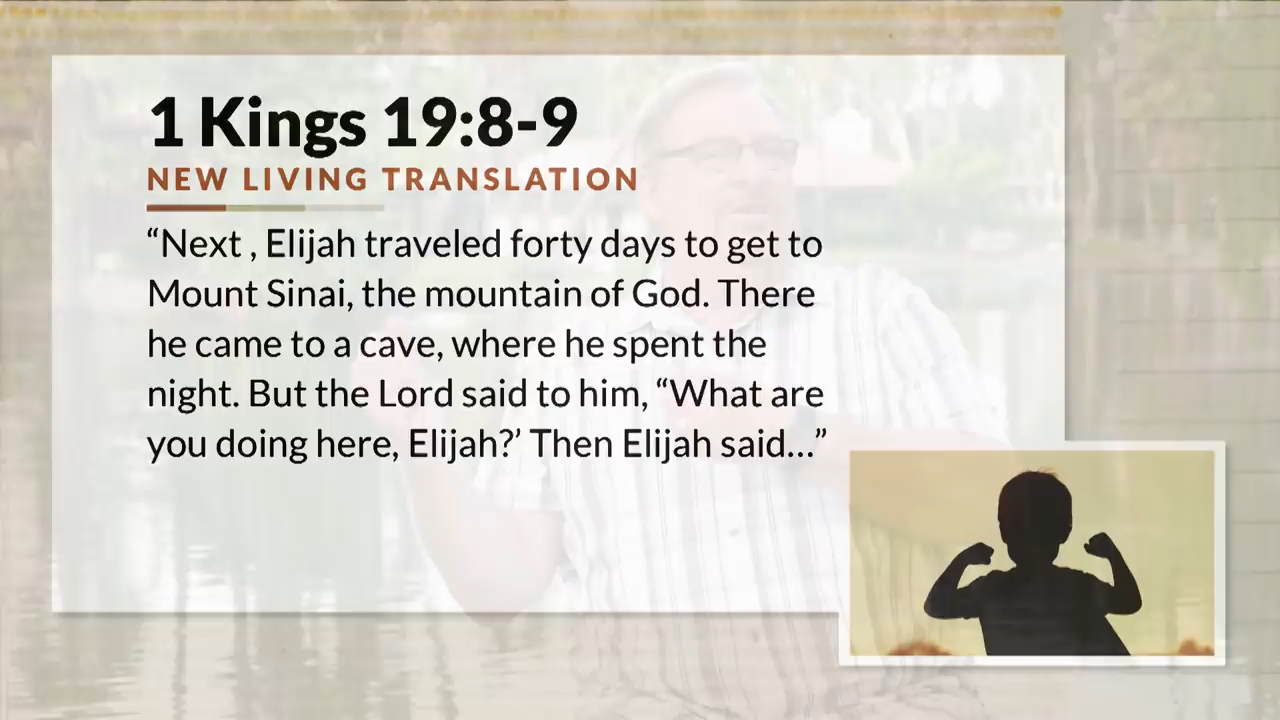 1 Kings 19:8-9
NEW LIVING TRANSLATION
“Next , Elijah traveled forty days to get to
Mount Sinai, the mountain of God. There
he came to a cave, where he spent the
night. But the Lord said to him, “What are
you doing here, Elijah?’ Then Elijah said...”